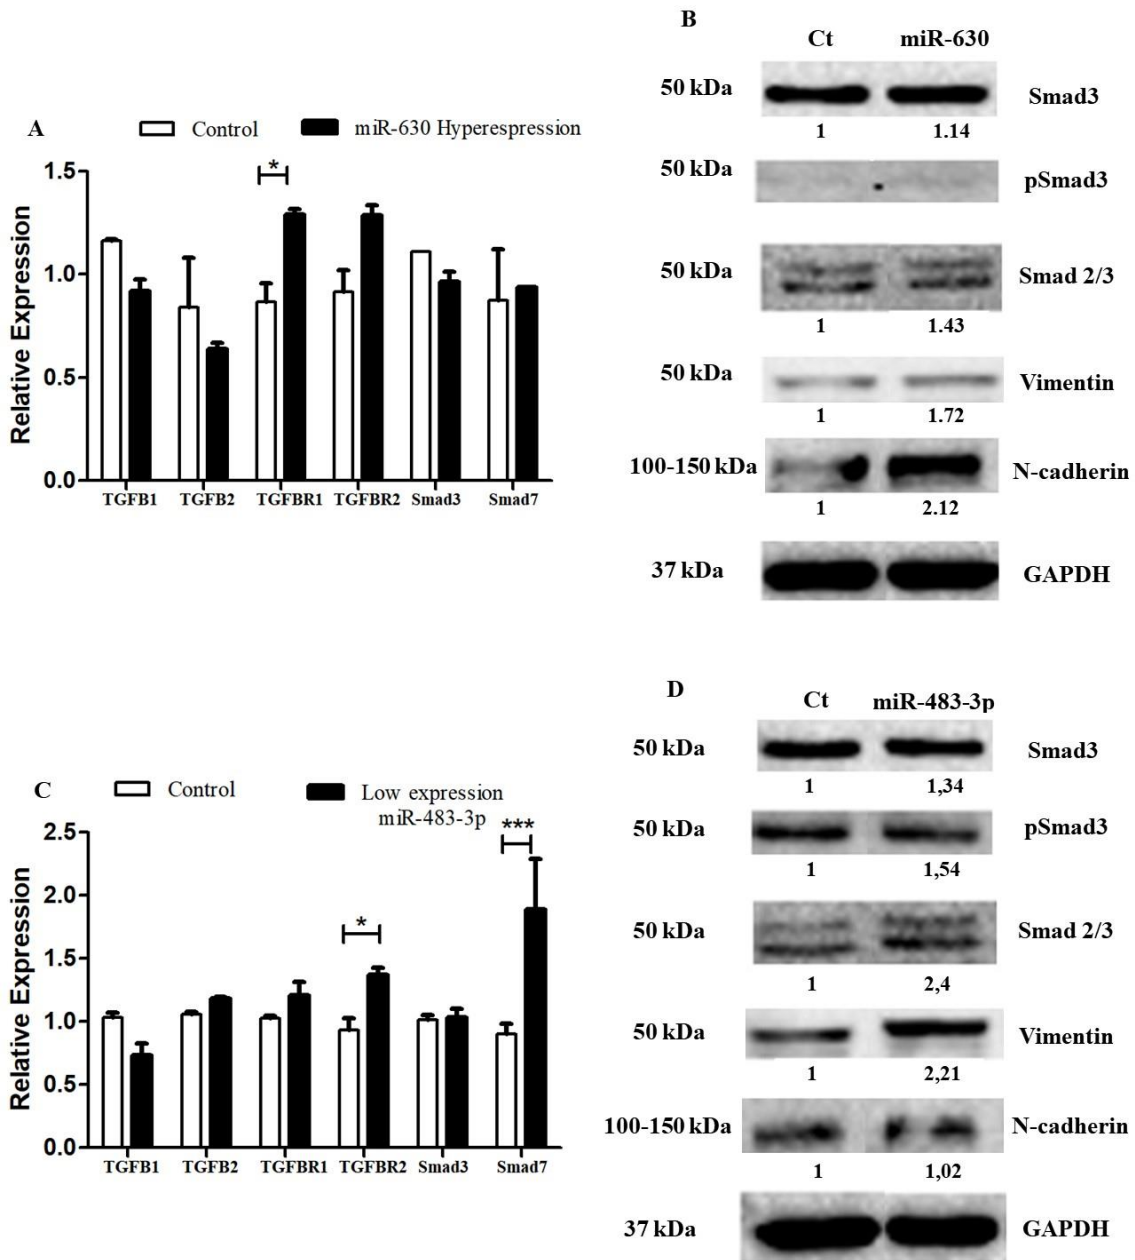 A
Control
miR-630 Hyperespression
Relative Expression
1.5
1.0
0.5
0.0
*
TGFB1 TGFB2 TGFBR1 TGFBR2 Smad3 Smad7
B
Ct miR-630
50 kDa Smad3
1 1.14
50 kDa pSmad3
50 kDa Smad 2/3
1 1.43
50 kDa Vimentin
1 1.72
100-150 kDa N-cadherin
1 2.12
37 kDa GAPDH
C
Control
Low expression
miR-483-3p
Relative Expression
2.5
2.0
1.5
1.0
0.5
0.0
*
***
TGFB1 TGFB2 TGFBR1 TGFBR2 Smad3 Smad7
D
Ct miR-483-3p
50 kDa Smad3
1 1,34
50 kDa pSmad3
1 1,54
50 kDa Smad 2/3
1 2,4
50 kDa Vimentin
1 2,21
100-150 kDa N-cadherin
1 1,02
37 kDa GAPDH